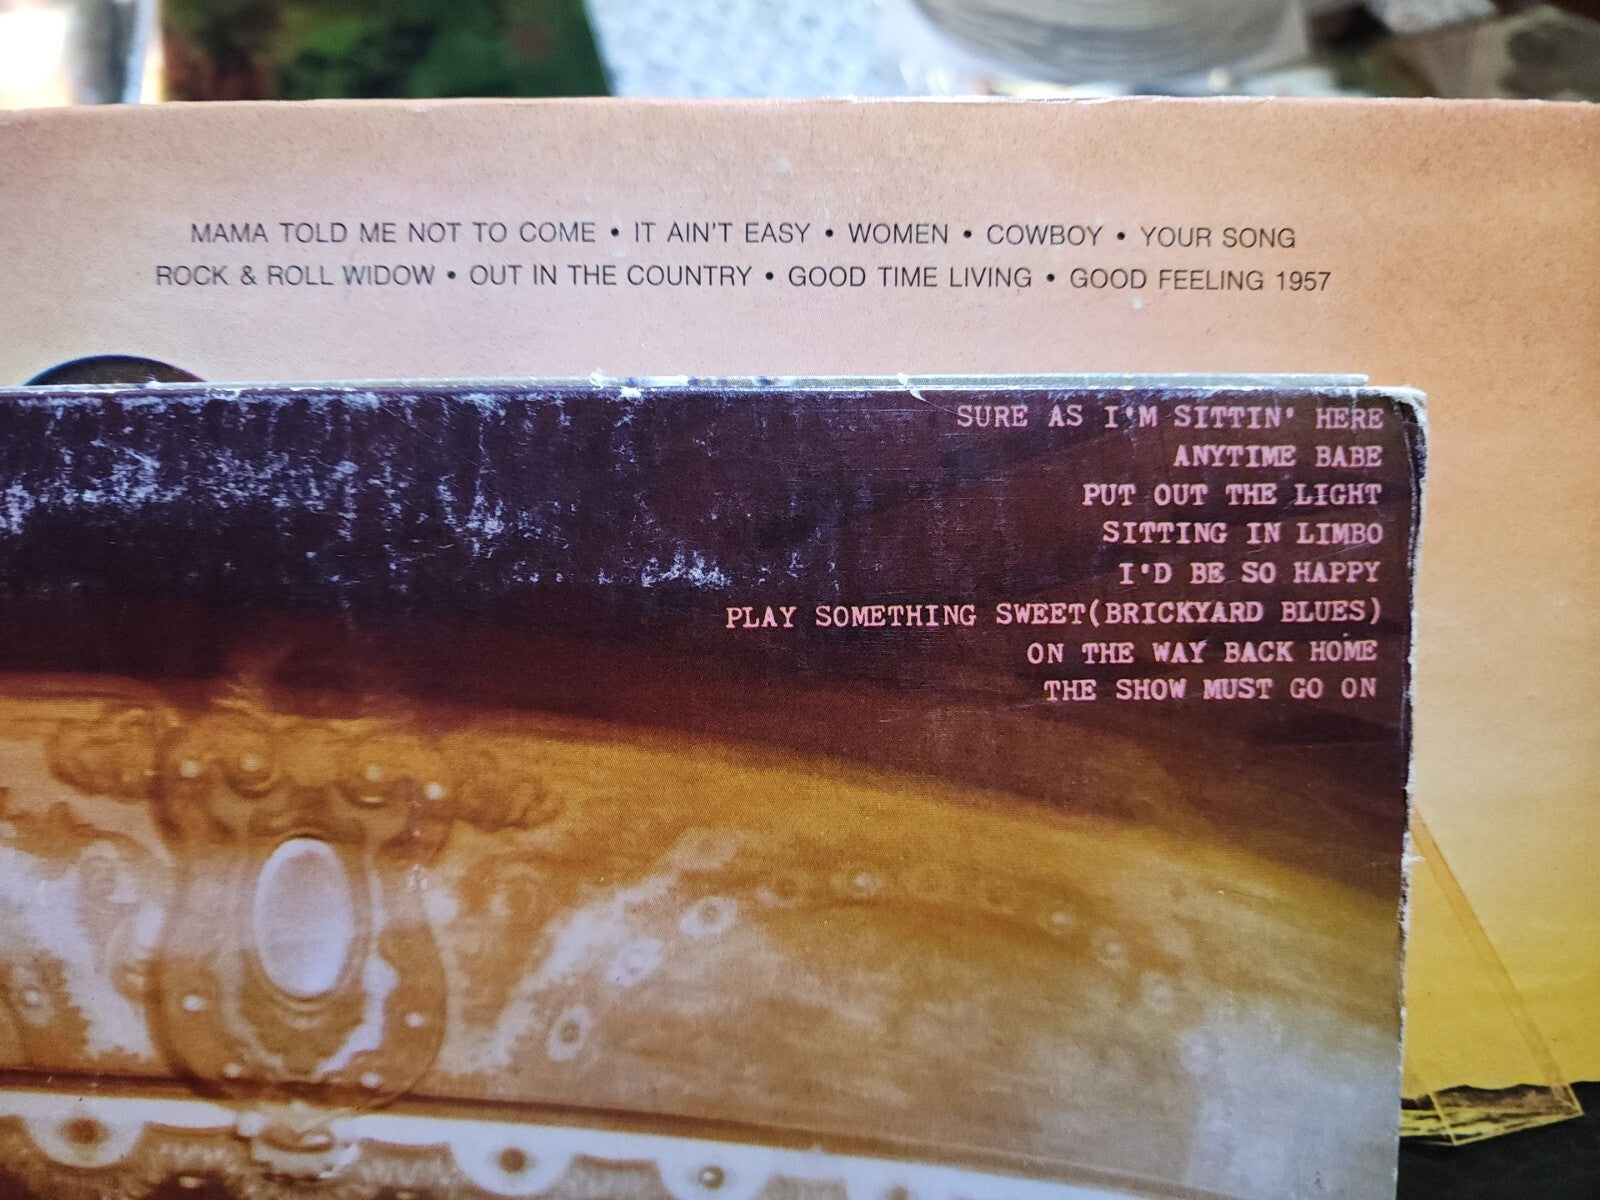 MAMA TOLD ME NOT TO COME • IT AIN'T EASY • WOMEN • COWBOY • YOUR SONG
ROCK & ROLL WIDOW • OUT IN THE COUNTRY • GOOD TIME LIVING • GOOD FEELING 1957
SURE AS I'M SITTIN' HERE
ANYTIME BABE
PUT OUT THE LIGHT
SITTING IN LIMBO
I'D BE SO HAPPY
PLAY SOMETHING SWEET(BRICKYARD BLUES)
ON THE WAY BACK HOME
THE SHOW MUST GO ON